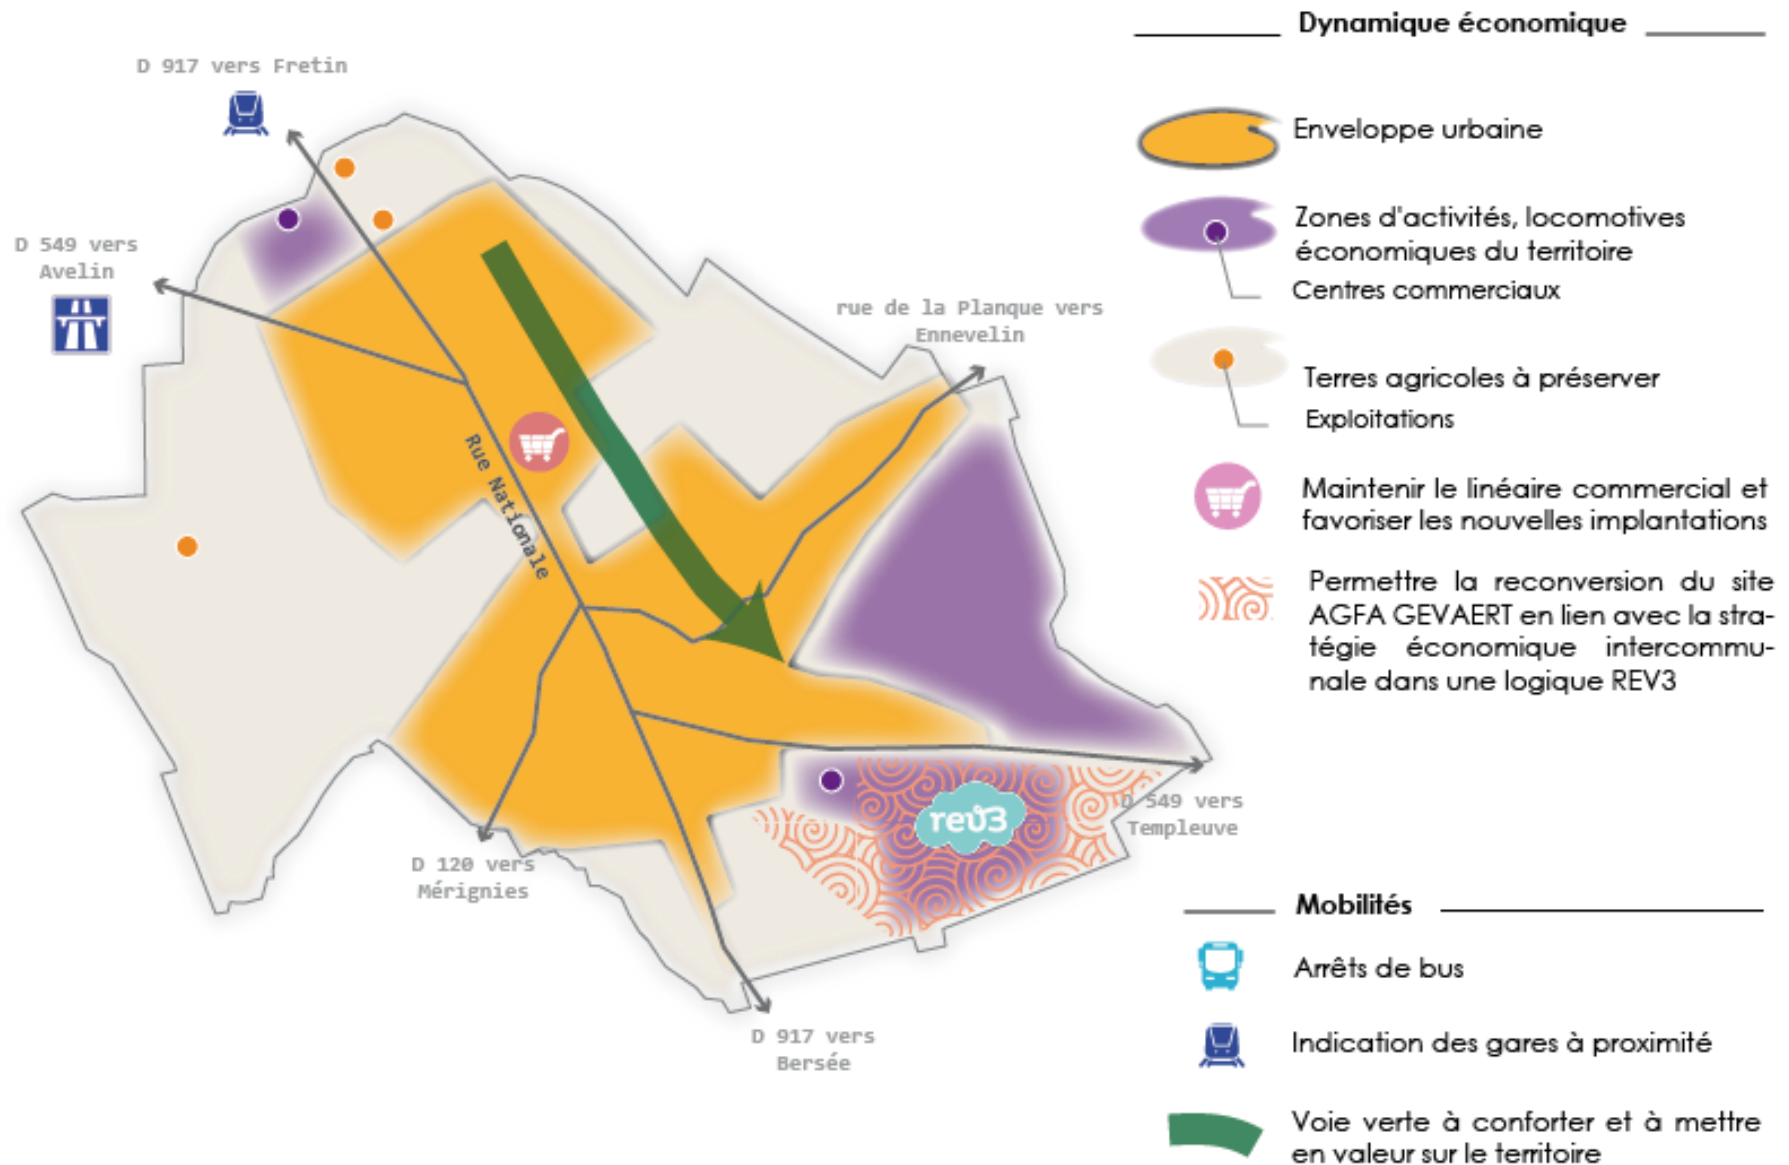 D 917 vers Fretin
D 549 vers
Avelin
rue de la Planque vers
Ennevelin
Rue Nationale
rev3
D 549 vers
Templeuve
D 120 vers
Mérignies
D 917 vers
Bersée
Dynamique économique
Enveloppe urbaine
Zones d'activités, locomotives
économiques du territoire
Centres commerciaux
Terres agricoles à préserver
Exploitations
Maintenir le linéaire commercial et
favoriser les nouvelles implantations
Permettre la reconversion du site
AGFA GEVAERT en lien avec la stra-
tégie économique intercommu-
nale dans une logique REV3
Mobilités
Arrêts de bus
Indication des gares à proximité
Voie verte à conforter et à mettre
en valeur sur le territoire